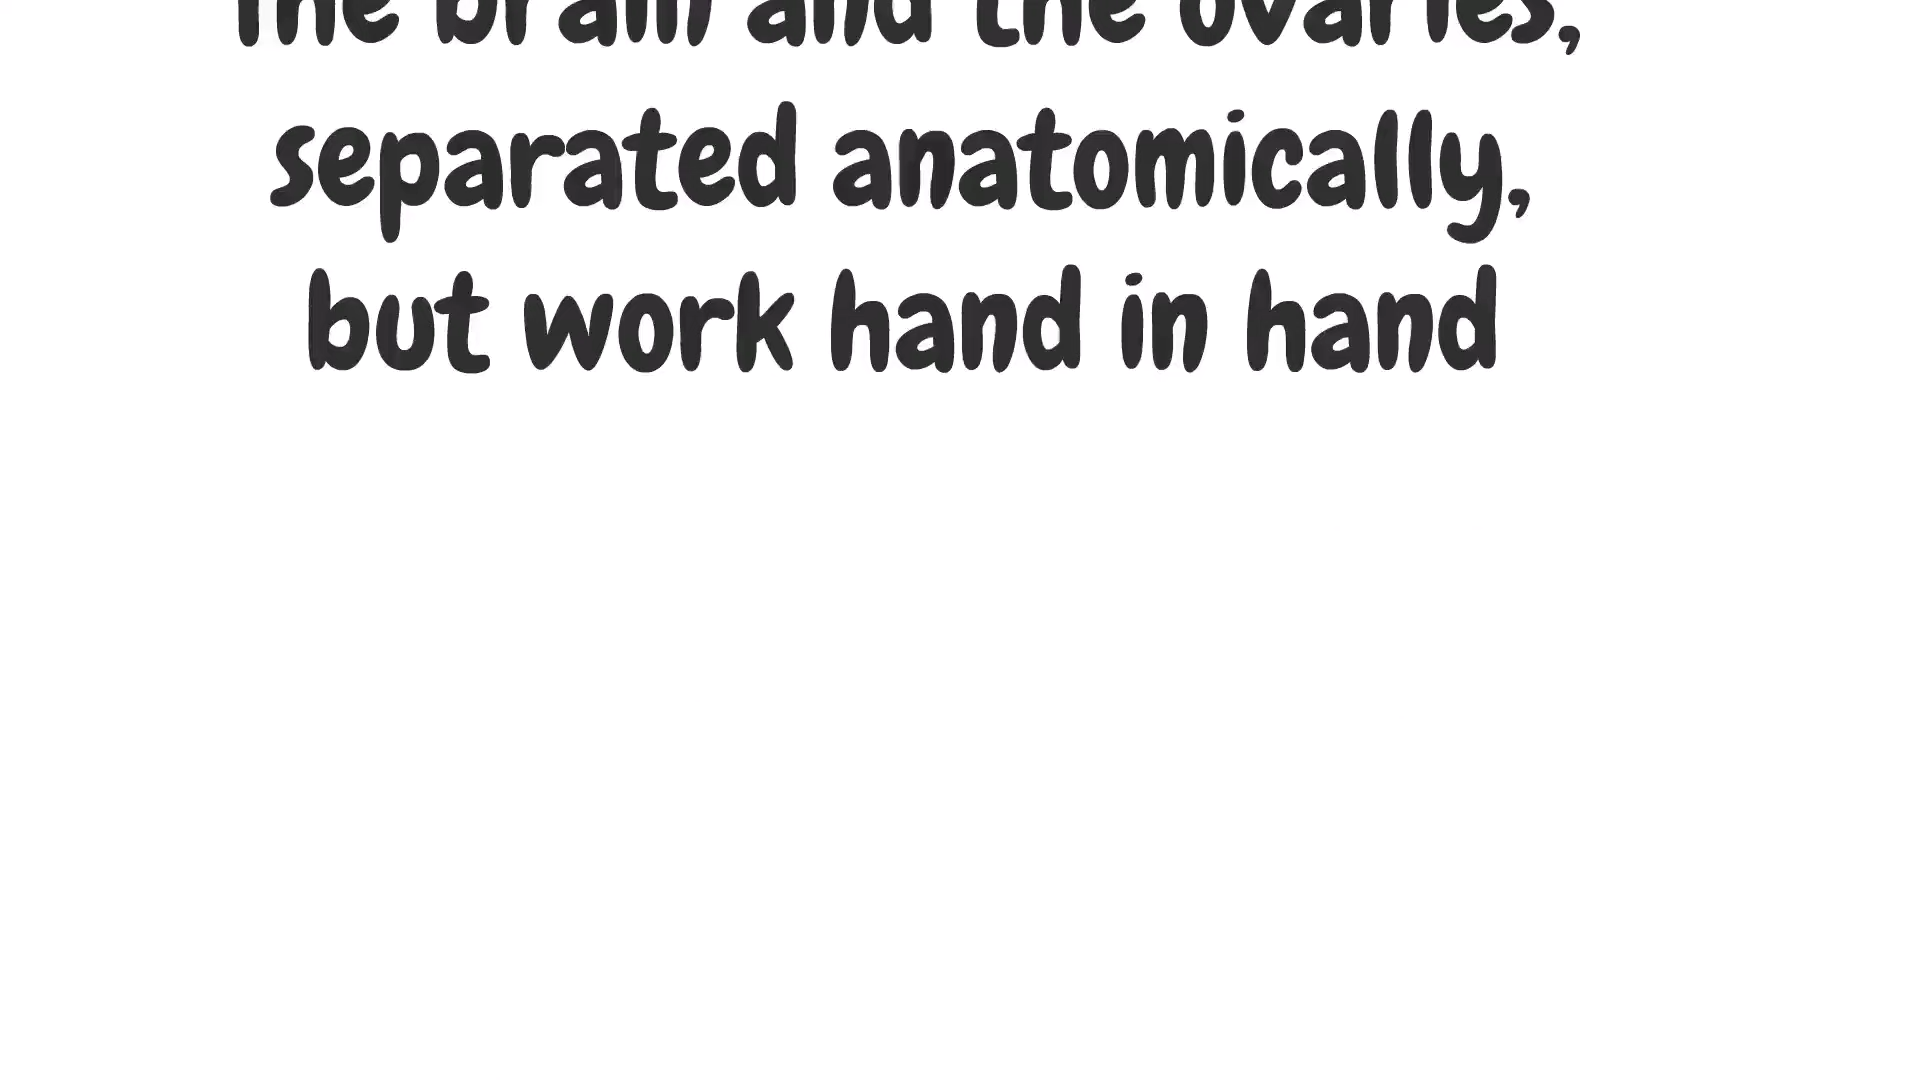 The brain and the ovaries,
separated anatomically,
but work hand in hand